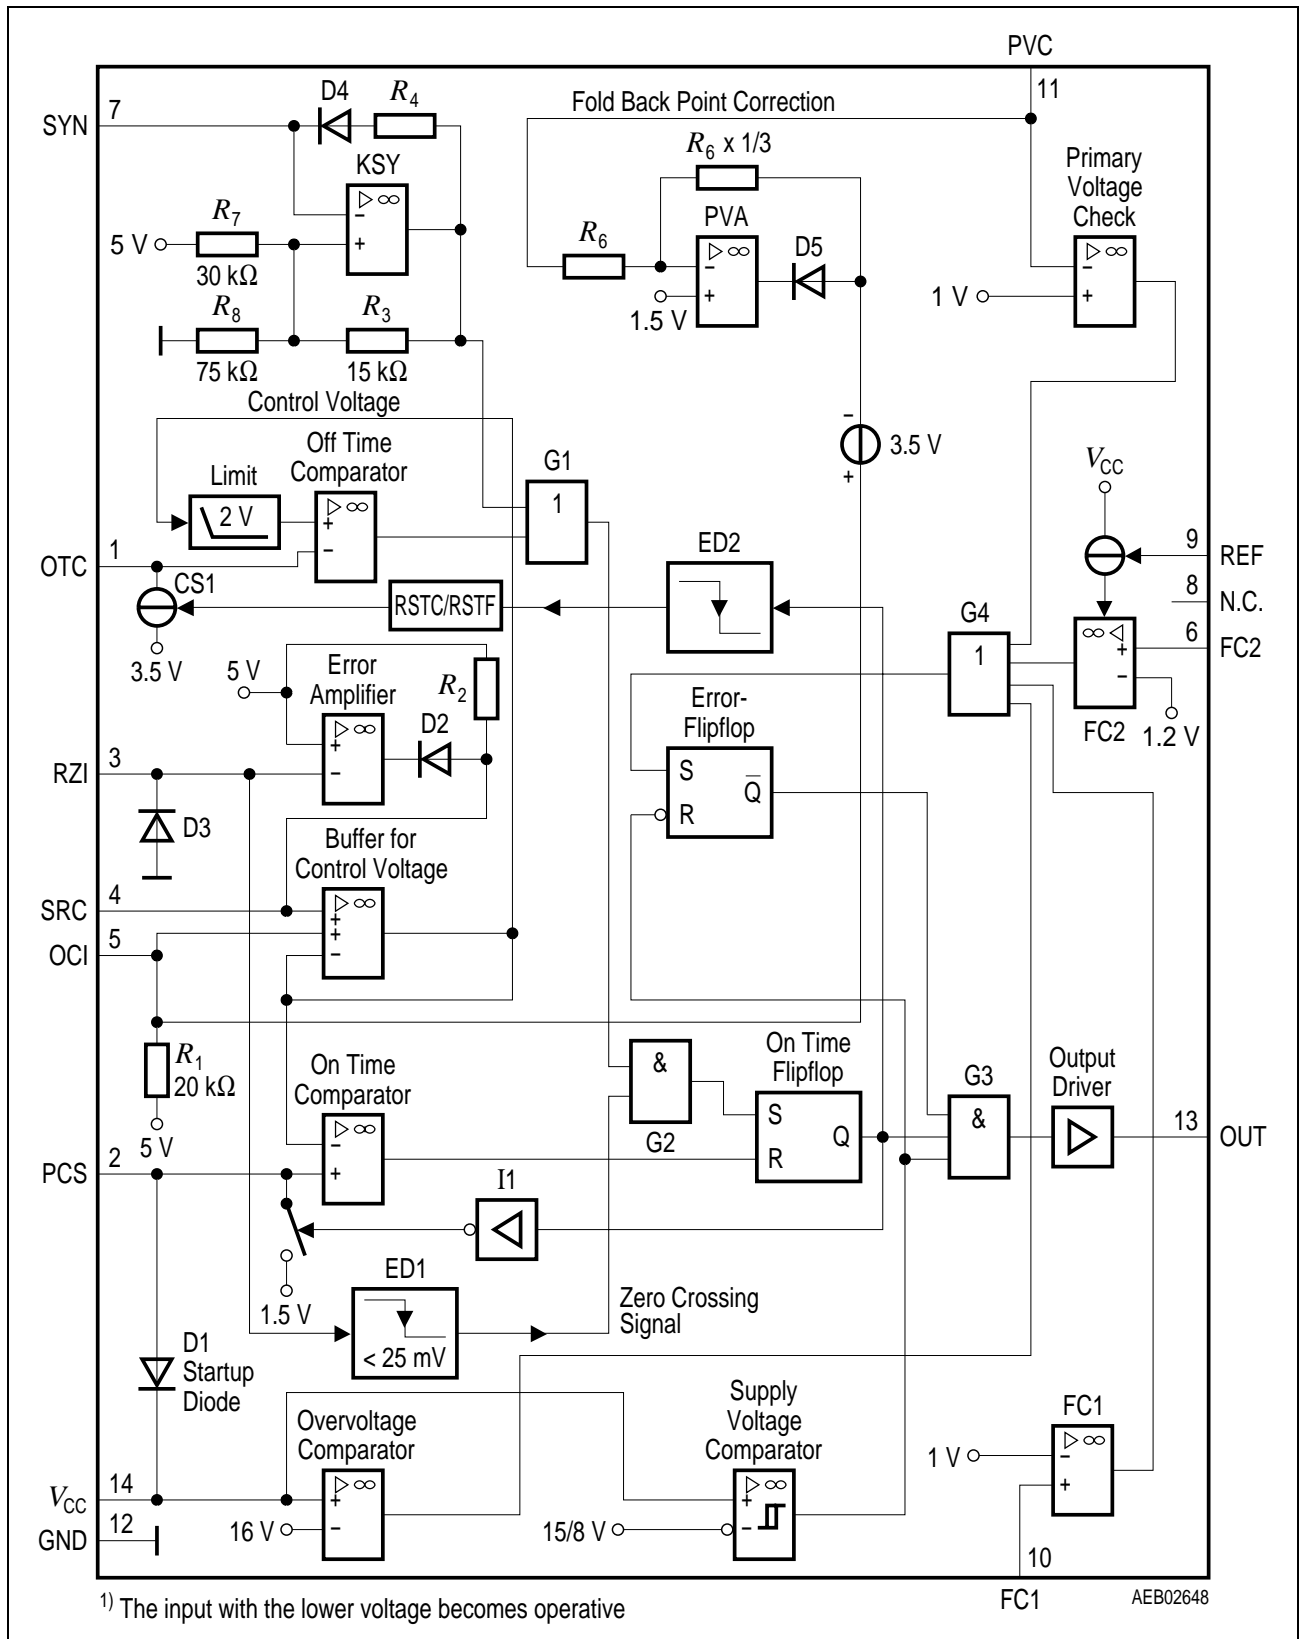 PVC
11
SYN
7
D4
R4
KSY
R7
5 V
30 kΩ
R8
R3
75 kΩ
15 kΩ
Fold Back Point Correction
R6 x 1/3
PVA
R6
D5
1.5 V
Primary
Voltage
Check
1 V
▷ ∞
- +
Control Voltage
Off Time
Comparator
Limit
2 V
G1
1
- 3.5 V +
VCC
OTC
1
CS1
3.5 V
RSTC/RSTF
ED2
9
REF
8
N.C.
6
FC2
G4
1
FC2
1.2 V
5 V
Error
Amplifier
R2
D2
Error-
Flipflop
S
R
Q̅
RZI
3
D3
Buffer for
Control Voltage
SRC
4
OCI
5
R1
20 kΩ
5 V
On Time
Comparator
&
G2
On Time
Flipflop
S
R
Q
G3
&
Output
Driver
13
OUT
PCS
2
I1
1.5 V
ED1
< 25 mV
Zero Crossing
Signal
D1
Startup
Diode
Overvoltage
Comparator
Supply
Voltage
Comparator
FC1
1 V
VCC
14
GND
12
16 V
15/8 V
10
FC1
1) The input with the lower voltage becomes operative
AEB02648